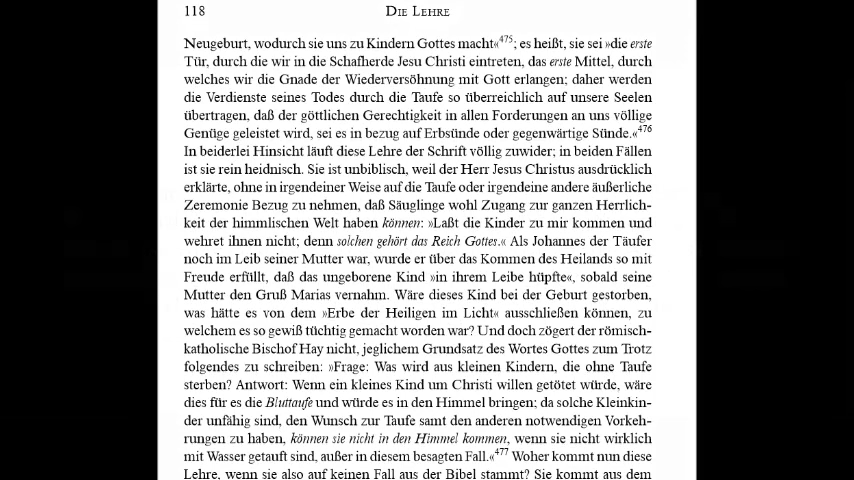 118
DIE LEHRE
Neugeburt, wodurch sie uns zu Kindern Gottes macht«475; es heißt, sie sei »die erste
Tür, durch die wir in die Schafherde Jesu Christi eintreten, das erste Mittel, durch
welches wir die Gnade der Wiederversöhnung mit Gott erlangen; daher werden
die Verdienste seines Todes durch die Taufe so überreichlich auf unsere Seelen
übertragen, daß der göttlichen Gerechtigkeit in allen Forderungen an uns völlige
Genüge geleistet wird, sei es in bezug auf Erbsünde oder gegenwärtige Sünde.«476
In beiderlei Hinsicht läuft diese Lehre der Schrift völlig zuwider; in beiden Fällen
ist sie rein heidnisch. Sie ist unbiblisch, weil der Herr Jesus Christus ausdrücklich
erklärte, ohne in irgendeiner Weise auf die Taufe oder irgendeine andere äußerliche
Zeremonie Bezug zu nehmen, daß Säuglinge wohl Zugang zur ganzen Herrlich-
keit der himmlischen Welt haben können: »Laßt die Kinder zu mir kommen und
wehret ihnen nicht; denn solchen gehört das Reich Gottes.« Als Johannes der Täufer
noch im Leib seiner Mutter war, wurde er über das Kommen des Heilands so mit
Freude erfüllt, daß das ungeborene Kind »in ihrem Leibe hüpfte«, sobald seine
Mutter den Gruß Marias vernahm. Wäre dieses Kind bei der Geburt gestorben,
was hätte es von dem »Erbe der Heiligen im Licht« ausschließen können, zu
welchem es so gewiß tüchtig gemacht worden war? Und doch zögert der römisch-
katholische Bischof Hay nicht, jeglichem Grundsatz des Wortes Gottes zum Trotz
folgendes zu schreiben: »Frage: Was wird aus kleinen Kindern, die ohne Taufe
sterben? Antwort: Wenn ein kleines Kind um Christi willen getötet würde, wäre
dies für es die Bluttaufe und würde es in den Himmel bringen; da solche Kleinkin-
der unfähig sind, den Wunsch zur Taufe samt den anderen notwendigen Vorkeh-
rungen zu haben, können sie nicht in den Himmel kommen, wenn sie nicht wirklich
mit Wasser getauft sind, außer in diesem besagten Fall.«477 Woher kommt nun diese
Lehre, wenn sie also auf keinen Fall aus der Bibel stammt? Sie kommt aus dem